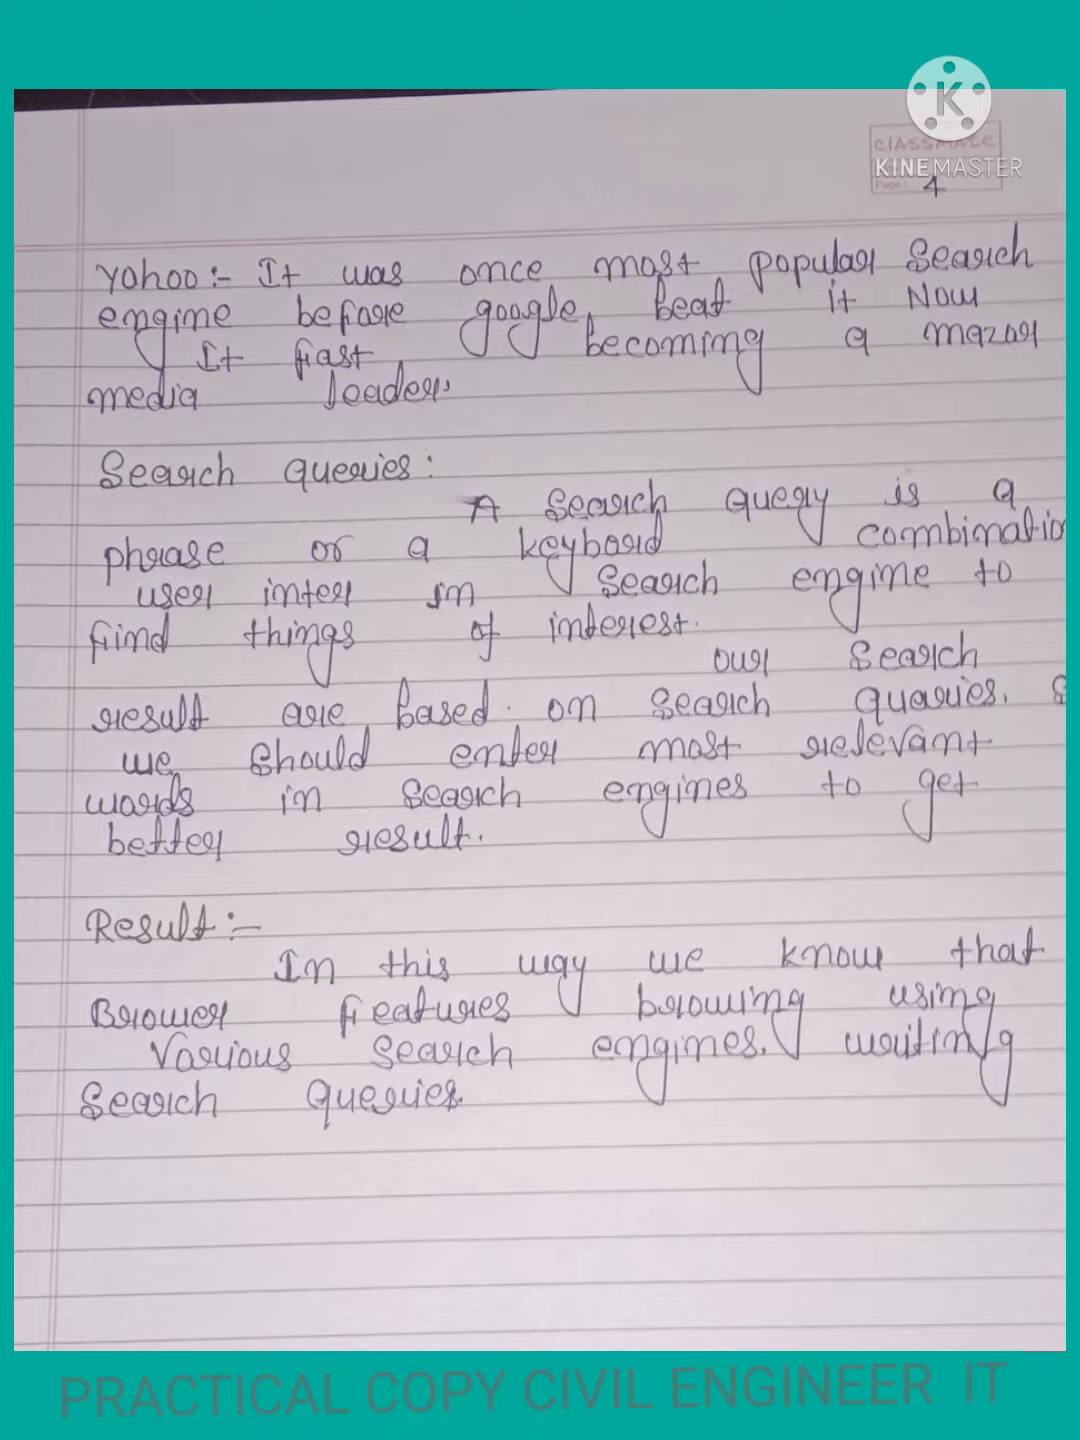 CLASSMATE
KINEMASTER
Page: 4
Yahoo:- It was once most popular search
engine before google beat it Now
It fast becoming a mazor
media leader.
Search queries:
A search query is a
phrase or a keyboard combinatio
user inter in search engine to
find things of interest.
our search
result are based on search quaries. S
we should enter most relevant
words in search engines to get
better result.
Result:-
In this way we know that
Brower features browing using
various search engines, writing
search queries.
PRACTICAL COPY CIVIL ENGINEER IT